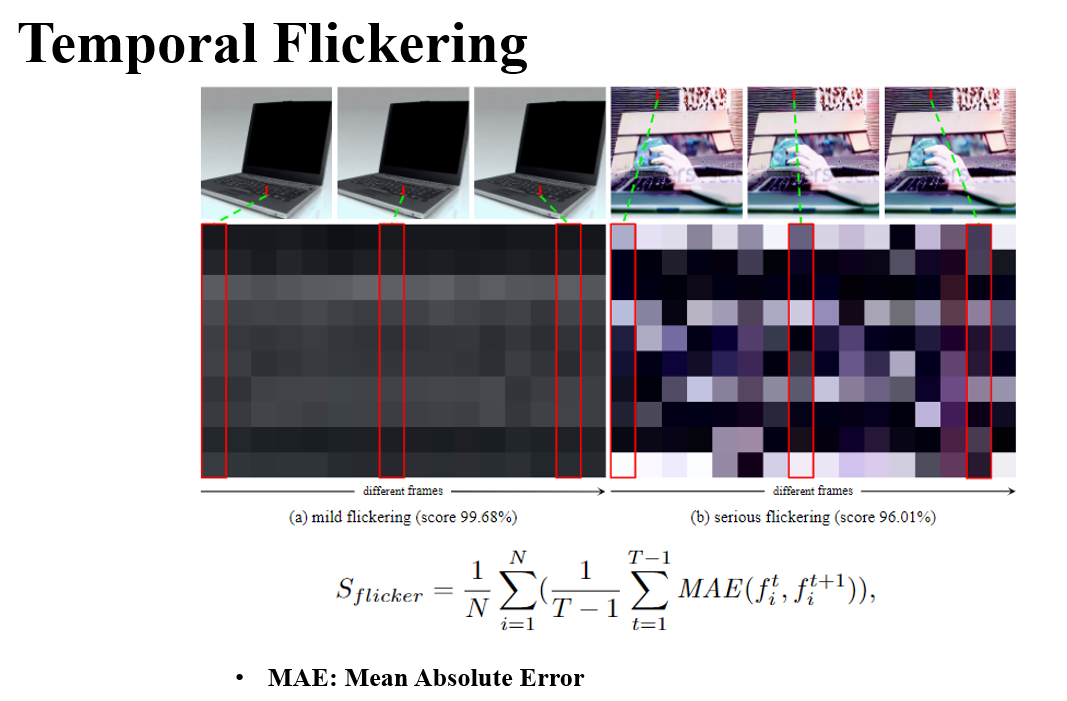 Temporal Flickering
different frames
different frames
(a) mild flickering (score 99.68%)
(b) serious flickering (score 96.01%)
S_{flicker} = \frac{1}{N} \sum_{i=1}^{N} ( \frac{1}{T-1} \sum_{t=1}^{T-1} MAE(f_i^t, f_i^{t+1})),
• MAE: Mean Absolute Error